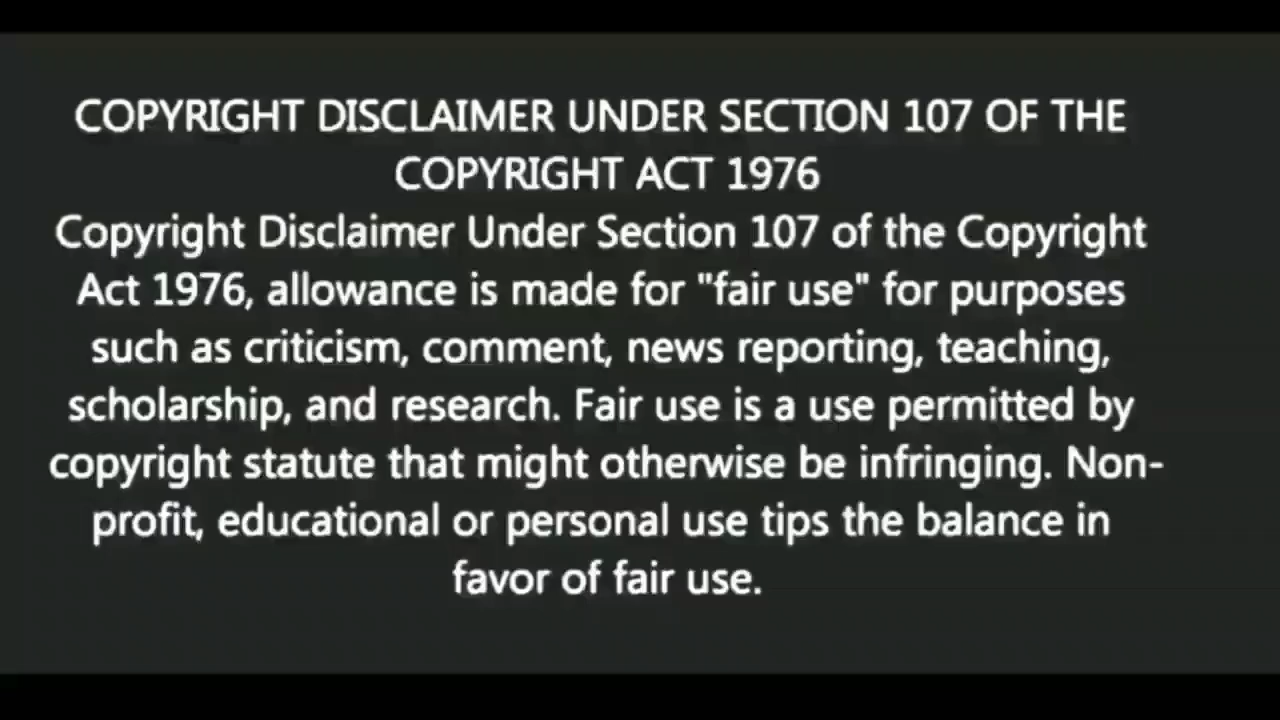 COPYRIGHT DISCLAIMER UNDER SECTION 107 OF THE
COPYRIGHT ACT 1976
Copyright Disclaimer Under Section 107 of the Copyright
Act 1976, allowance is made for "fair use" for purposes
such as criticism, comment, news reporting, teaching,
scholarship, and research. Fair use is a use permitted by
copyright statute that might otherwise be infringing. Non-
profit, educational or personal use tips the balance in
favor of fair use.